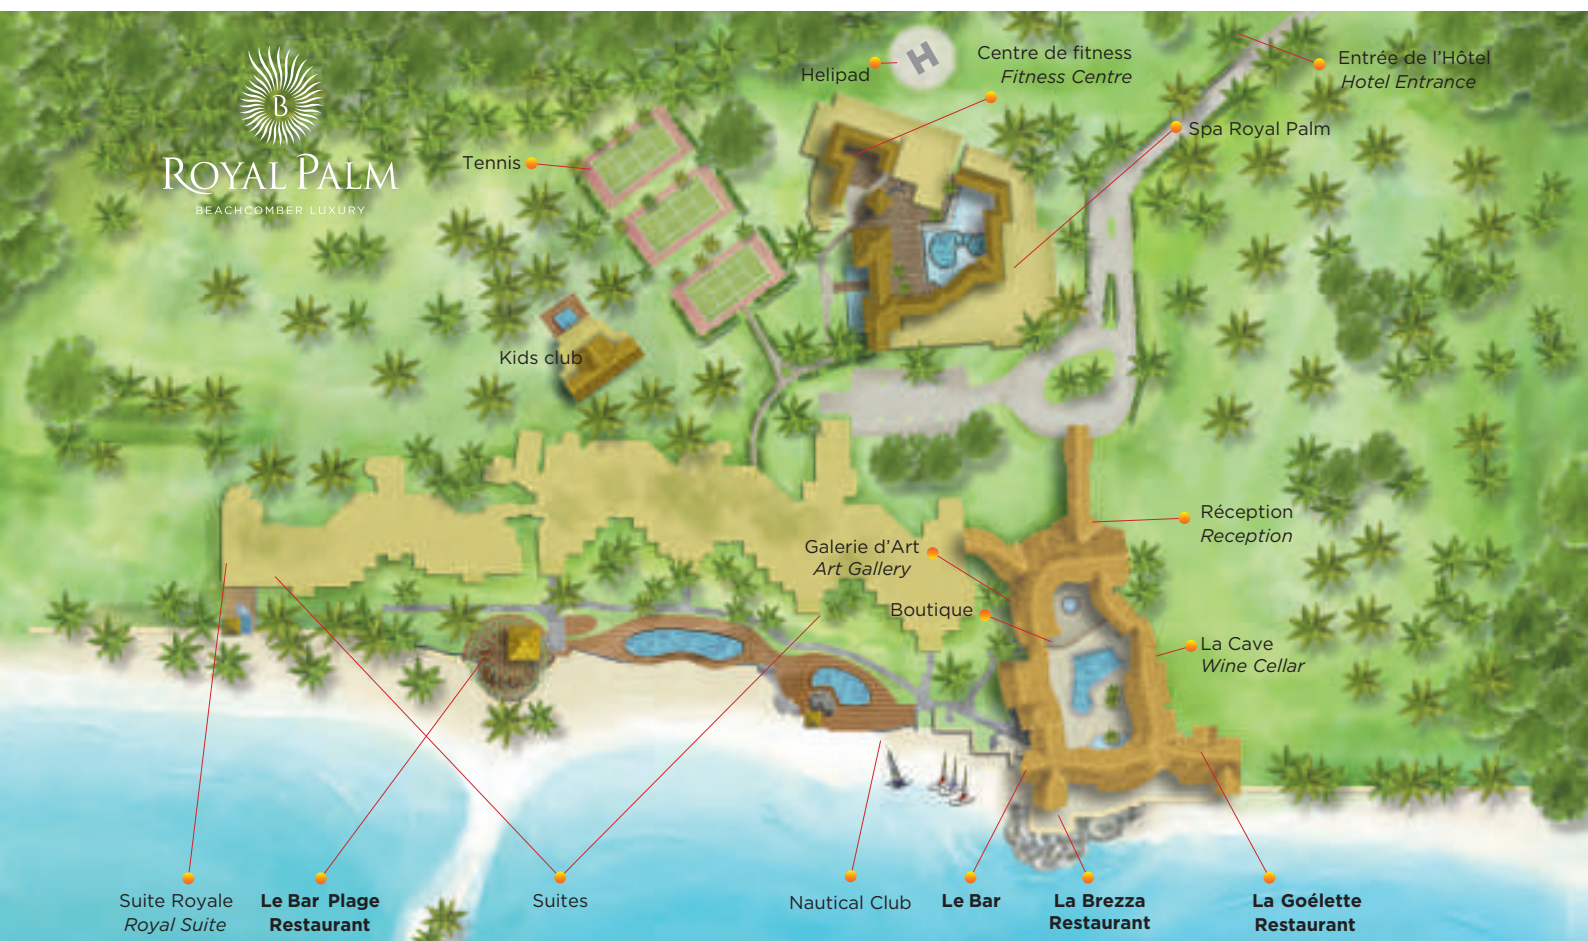 B
ROYAL PALM
BEACHCOMBER LUXURY
Helipad
H
Centre de fitness
Fitness Centre
Entrée de l'Hôtel
Hotel Entrance
Spa Royal Palm
Tennis
Kids club
Réception
Reception
Galerie d'Art
Art Gallery
Boutique
La Cave
Wine Cellar
Suite Royale
Royal Suite
Le Bar Plage
Restaurant
Suites
Nautical Club
Le Bar
La Brezza
Restaurant
La Goélette
Restaurant